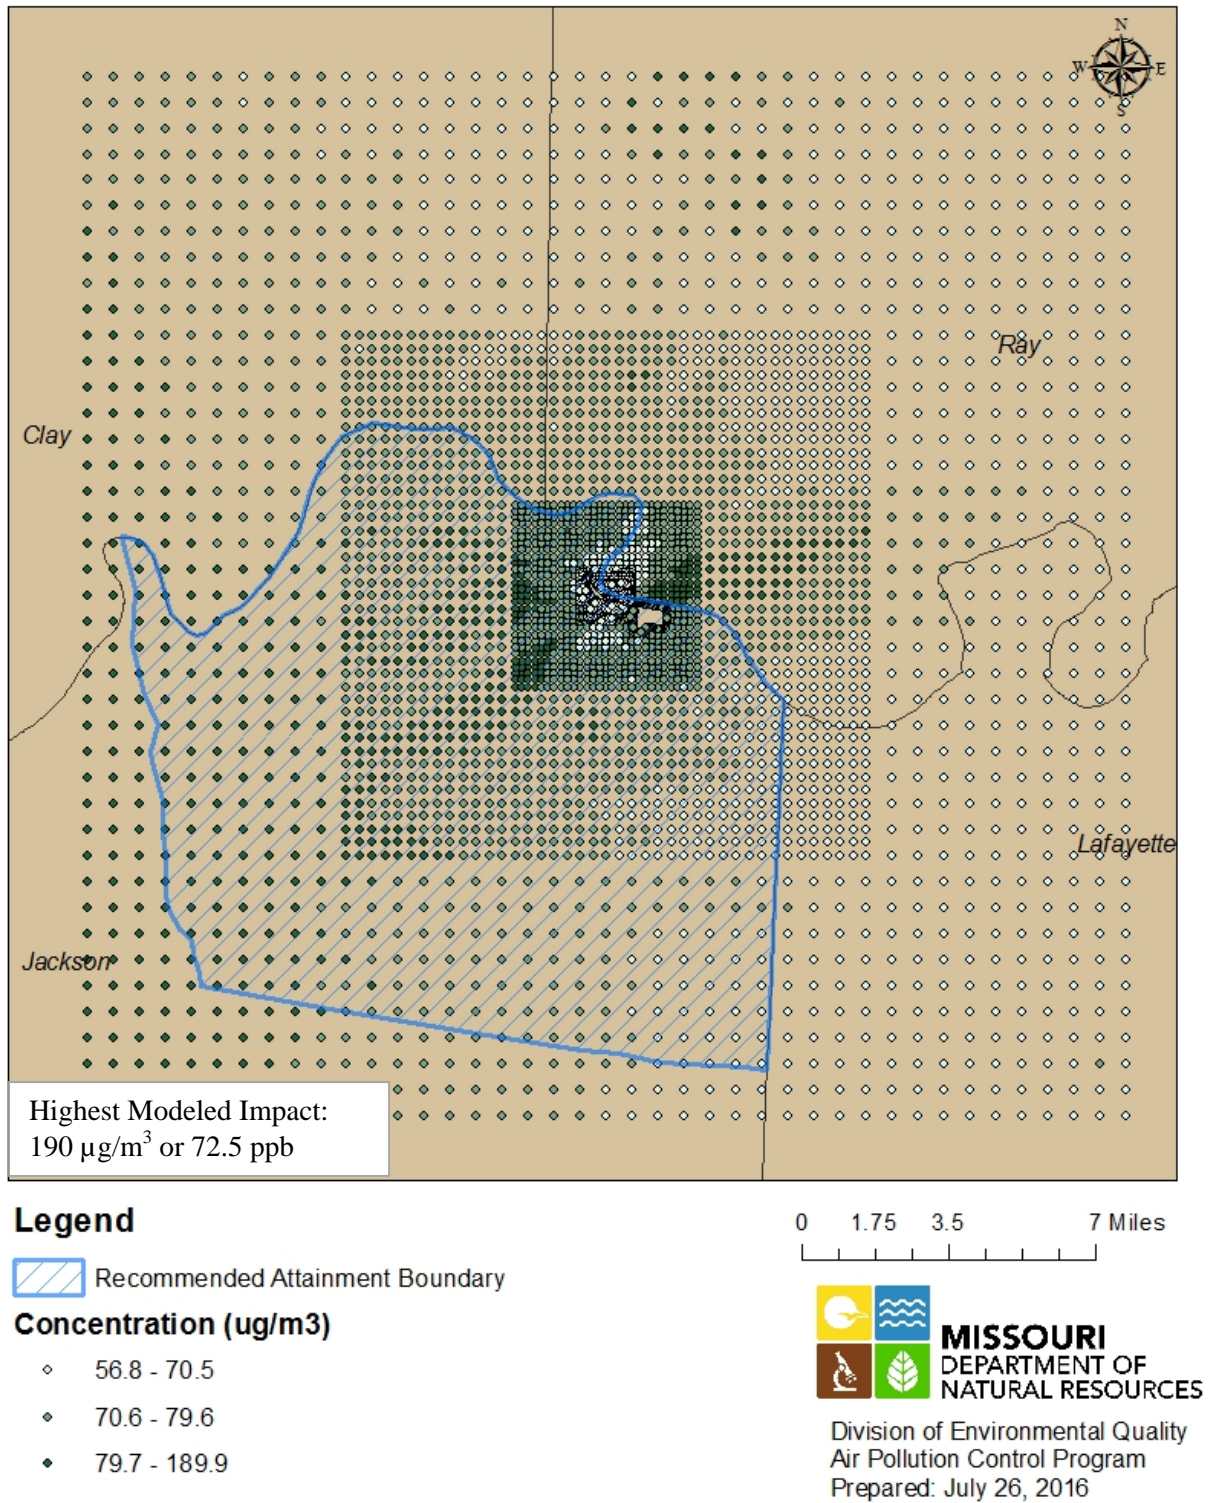 N
W E
S
Ray
Clay
Lafayette
Jackson
Highest Modeled Impact:
190 µg/m³ or 72.5 ppb
Legend
Recommended Attainment Boundary
Concentration (ug/m3)
56.8 - 70.5
70.6 - 79.6
79.7 - 189.9
0 1.75 3.5 7 Miles
MISSOURI
DEPARTMENT OF
NATURAL RESOURCES
Division of Environmental Quality
Air Pollution Control Program
Prepared: July 26, 2016